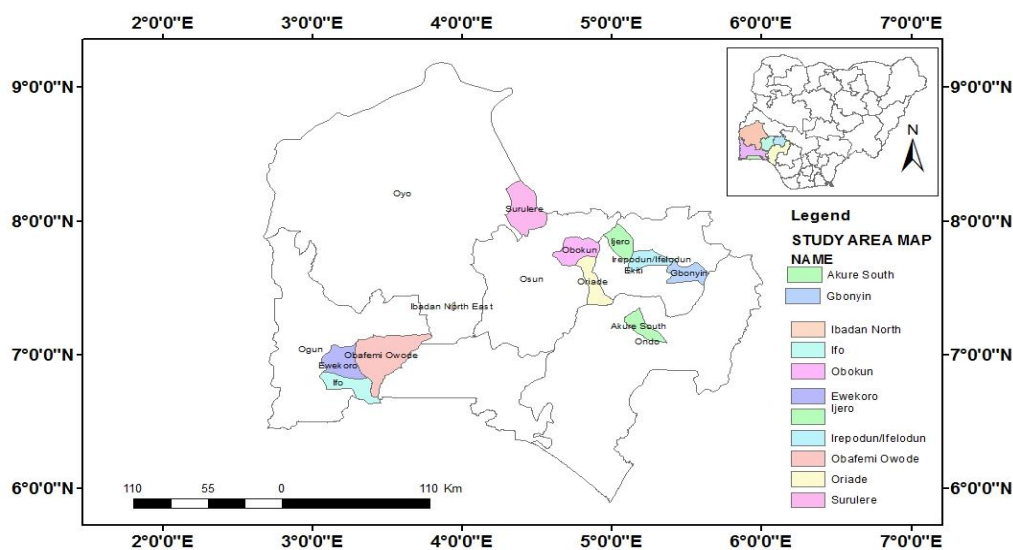 2°0'0"E 3°0'0"E 4°0'0"E 5°0'0"E 6°0'0"E 7°0'0"E
9°0'0"N 9°0'0"N
N
Oyo
Surulere
8°0'0"N 8°0'0"N
Legend
STUDY AREA MAP
NAME
Akure South
Gbonyin
Ibadan North
Ifo
Obokun
Ewekoro
Ijero
Irepodun/Ifelodun
Obafemi Owode
Oriade
Surulere
Ijero
Obokun
Irepodun/Ifelodun
Ekiti
Gbonyin
Osun
Oriade
Ibadan North East
Akure South
Ondo
Ogun
Obafemi Owode
Ewekoro
Ifo
7°0'0"N 7°0'0"N
6°0'0"N 6°0'0"N
110 55 0 110 Km
2°0'0"E 3°0'0"E 4°0'0"E 5°0'0"E 6°0'0"E 7°0'0"E